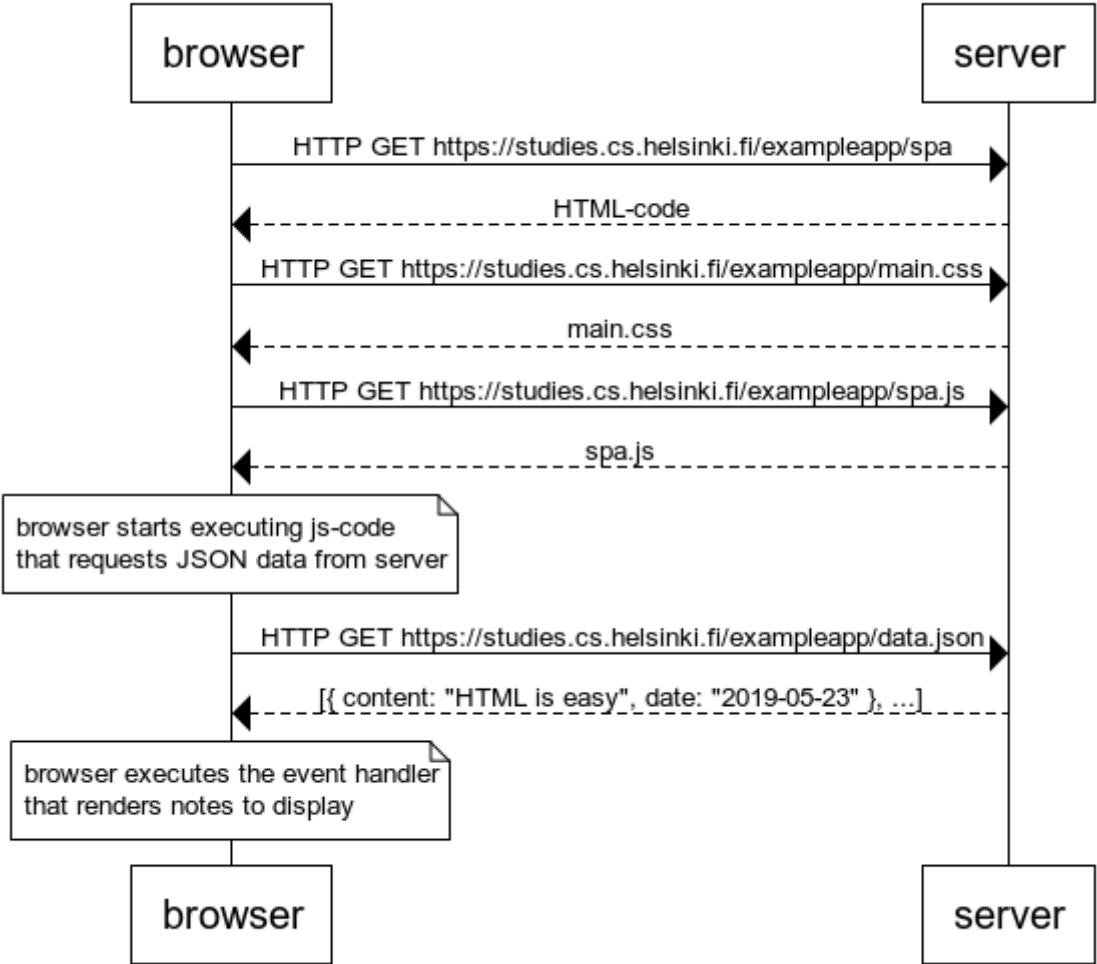 browser
server
HTTP GET https://studies.cs.helsinki.fi/exampleapp/spa
HTML-code
HTTP GET https://studies.cs.helsinki.fi/exampleapp/main.css
main.css
HTTP GET https://studies.cs.helsinki.fi/exampleapp/spa.js
spa.js
browser starts executing js-code
that requests JSON data from server
HTTP GET https://studies.cs.helsinki.fi/exampleapp/data.json
[{ content: "HTML is easy", date: "2019-05-23" }, ...]
browser executes the event handler
that renders notes to display
browser
server